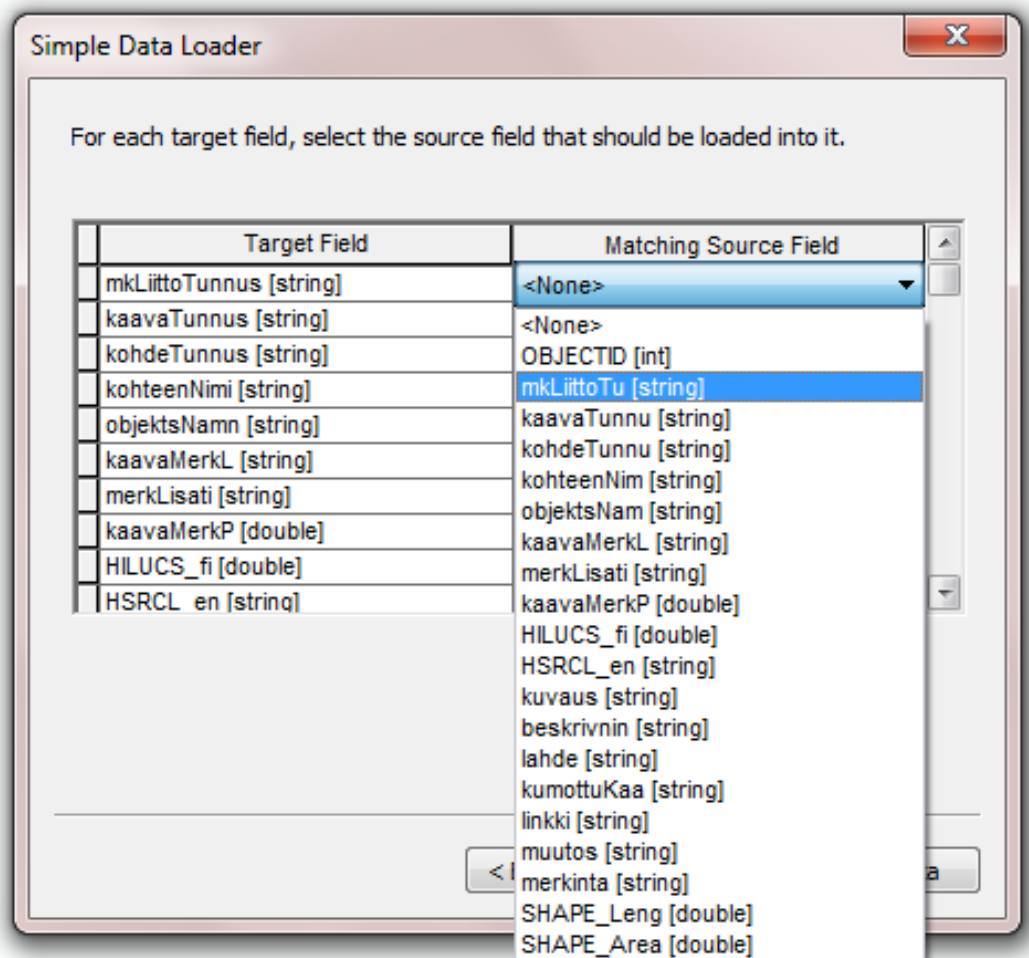 Simple Data Loader
For each target field, select the source field that should be loaded into it.
Target Field Matching Source Field
mkLiittoTunnus [string] <None>
kaavaTunnus [string]
kohdeTunnus [string]
kohteenNimi [string]
objektsNamn [string]
kaavaMerkL [string]
merkLisati [string]
kaavaMerkP [double]
HILUCS_fi [double]
HSRCL_en [string]
<None>
OBJECTID [int]
mkLiittoTu [string]
kaavaTunnu [string]
kohdeTunnu [string]
kohteenNim [string]
objektsNam [string]
kaavaMerkL [string]
merkLisati [string]
kaavaMerkP [double]
HILUCS_fi [double]
HSRCL_en [string]
kuvaus [string]
beskrivnin [string]
lahde [string]
kumottuKaa [string]
linkki [string]
muutos [string]
merkinta [string]
SHAPE_Leng [double]
SHAPE_Area [double]